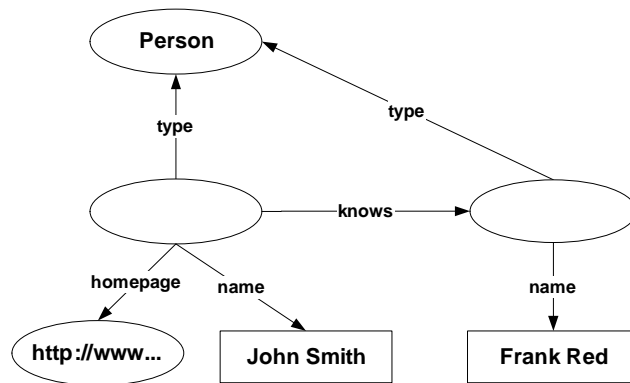 Person
type
type
knows
homepage
name
name
http://www...
John Smith
Frank Red